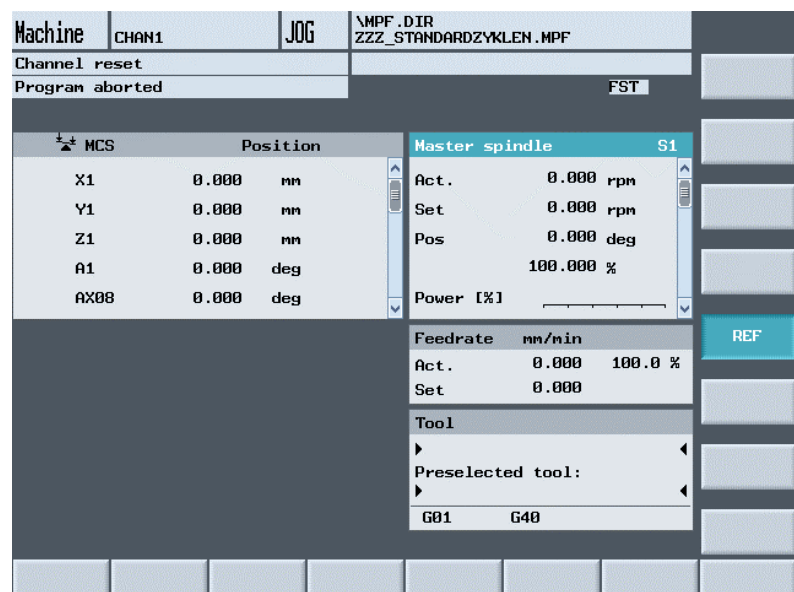 Machine CHAN1 JOG \MPF.DIR
ZZZ_STANDARDZYKLEN.MPF
Channel reset
Program aborted FST
MCS Position
X1 0.000 mm
Y1 0.000 mm
Z1 0.000 mm
A1 0.000 deg
AX08 0.000 deg
Master spindle S1
Act. 0.000 rpm
Set 0.000 rpm
Pos 0.000 deg
100.000 %
Power [%]
REF
Feedrate mm/min
Act. 0.000 100.0 %
Set 0.000
Tool
Preselected tool:
G01 G40